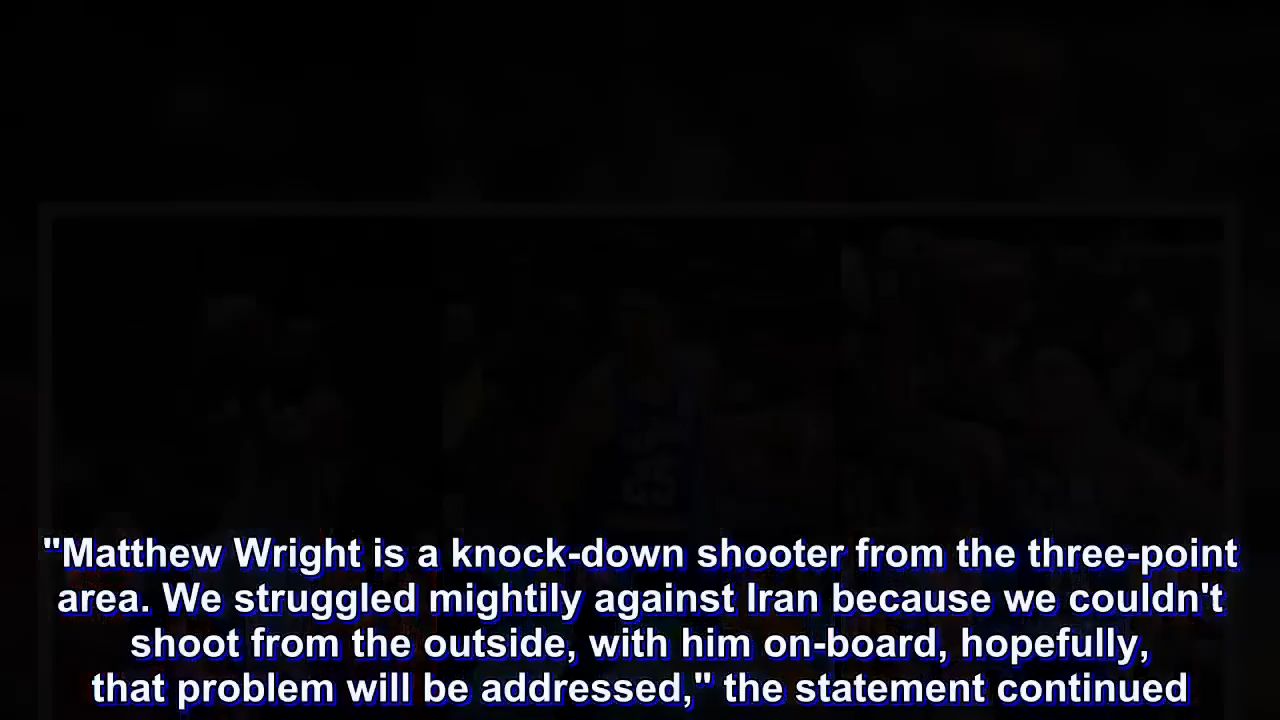 "Matthew Wright is a knock-down shooter from the three-point
area. We struggled mightily against Iran because we couldn't
shoot from the outside, with him on-board, hopefully,
that problem will be addressed," the statement continued